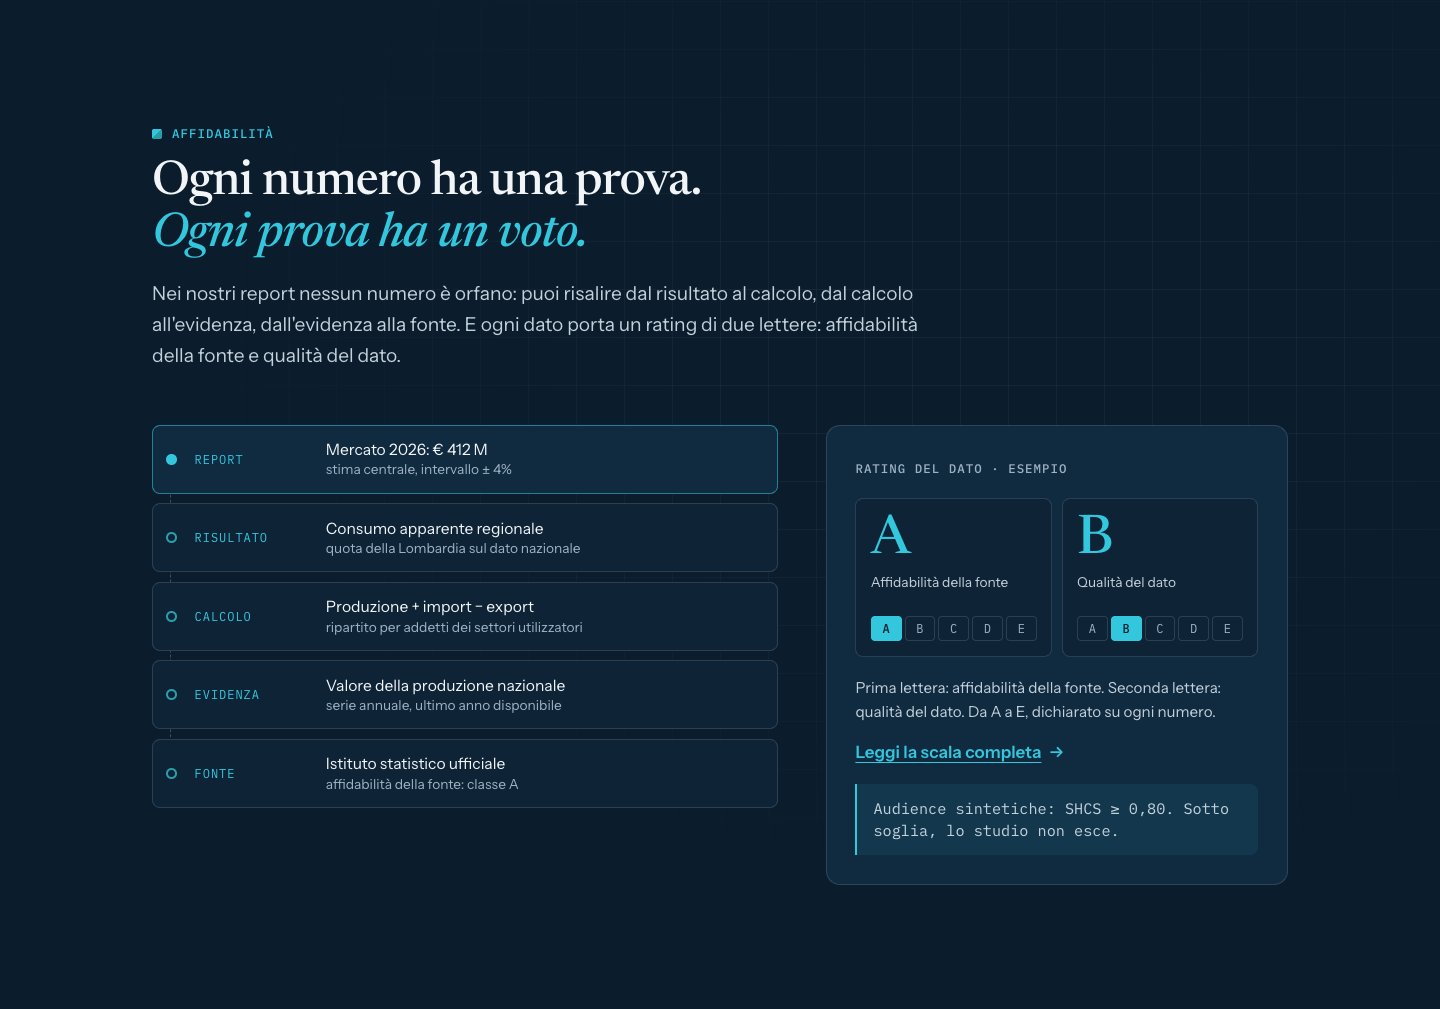 AFFIDABILITÀ
Ogni numero ha una prova.
Ogni prova ha un voto.
Nei nostri report nessun numero è orfano: puoi risalire dal risultato al calcolo, dal calcolo
all'evidenza, dall'evidenza alla fonte. E ogni dato porta un rating di due lettere: affidabilità
della fonte e qualità del dato.
REPORT
Mercato 2026: € 412 M
stima centrale, intervallo ± 4%
RISULTATO
Consumo apparente regionale
quota della Lombardia sul dato nazionale
CALCOLO
Produzione + import − export
ripartito per addetti dei settori utilizzatori
EVIDENZA
Valore della produzione nazionale
serie annuale, ultimo anno disponibile
FONTE
Istituto statistico ufficiale
affidabilità della fonte: classe A
RATING DEL DATO · ESEMPIO
A
Affidabilità della fonte
A B C D E
B
Qualità del dato
A B C D E
Prima lettera: affidabilità della fonte. Seconda lettera:
qualità del dato. Da A a E, dichiarato su ogni numero.
Leggi la scala completa →
Audience sintetiche: SHCS ≥ 0,80. Sotto
soglia, lo studio non esce.